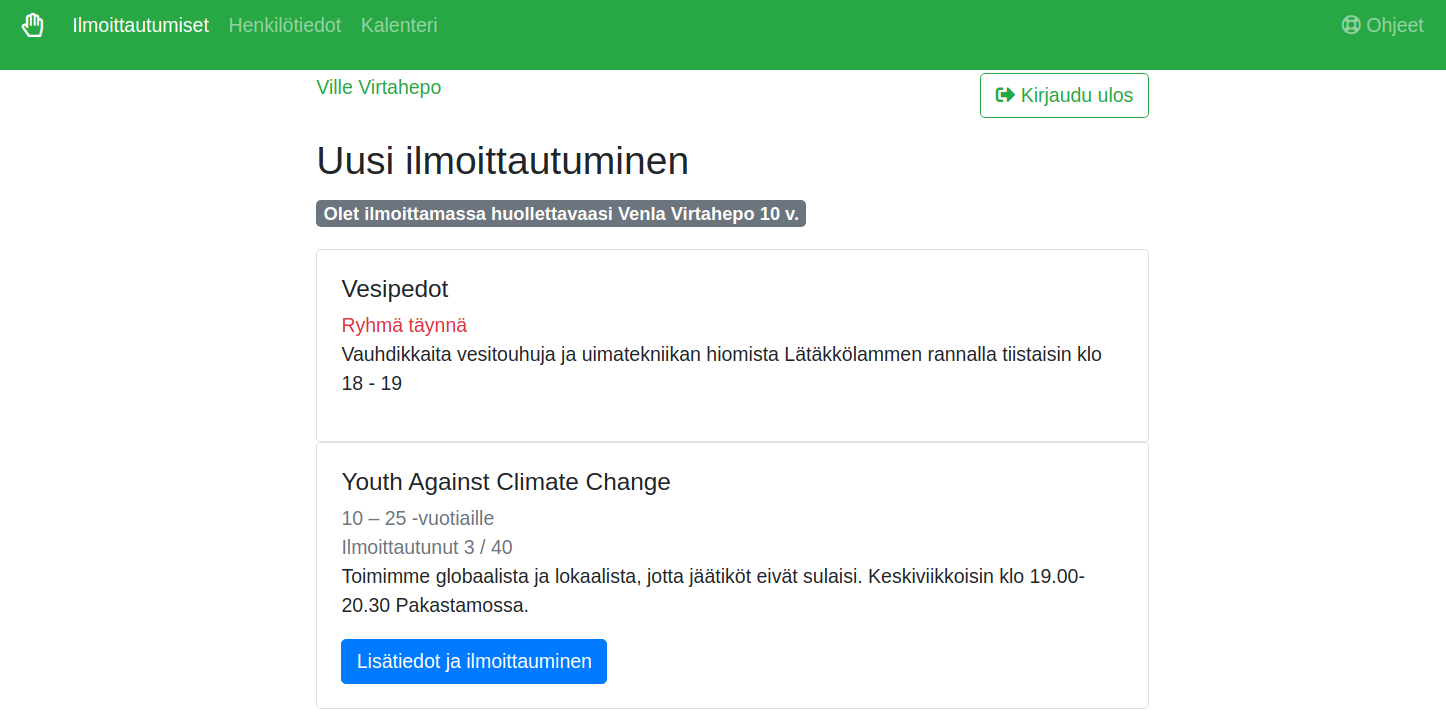 Ilmoittautumiset Henkilötiedot Kalenteri Ohjeet
Ville Virtahepo Kirjaudu ulos
Uusi ilmoittautuminen
Olet ilmoittamassa huollettavaasi Venla Virtahepo 10 v.
Vesipedot
Ryhmä täynnä
Vauhdikkaita vesitouhuja ja uimatekniikan hiomista Lätäkkölammen rannalla tiistaisin klo
18 - 19
Youth Against Climate Change
10 – 25 -vuotiaille
Ilmoittautunut 3 / 40
Toimimme globaalista ja lokaalista, jotta jäätiköt eivät sulaisi. Keskiviikkoisin klo 19.00-
20.30 Pakastamossa.
Lisätiedot ja ilmoittauminen